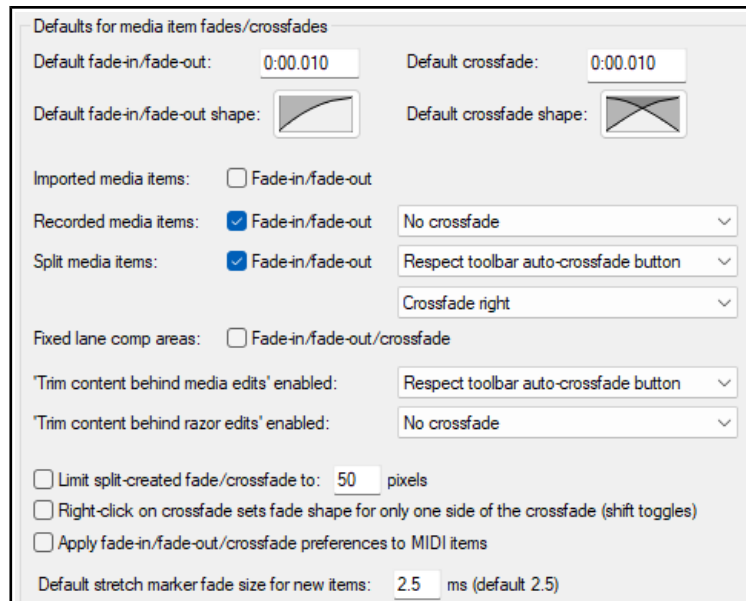 Defaults for media item fades/crossfades
Default fade-in/fade-out: 0:00.010 Default crossfade: 0:00.010
Default fade-in/fade-out shape: Default crossfade shape:
Imported media items: Fade-in/fade-out
Recorded media items: Fade-in/fade-out No crossfade
Split media items: Fade-in/fade-out Respect toolbar auto-crossfade button
Crossfade right
Fixed lane comp areas: Fade-in/fade-out/crossfade
'Trim content behind media edits' enabled: Respect toolbar auto-crossfade button
'Trim content behind razor edits' enabled: No crossfade
Limit split-created fade/crossfade to: 50 pixels
Right-click on crossfade sets fade shape for only one side of the crossfade (shift toggles)
Apply fade-in/fade-out/crossfade preferences to MIDI items
Default stretch marker fade size for new items: 2.5 ms (default 2.5)